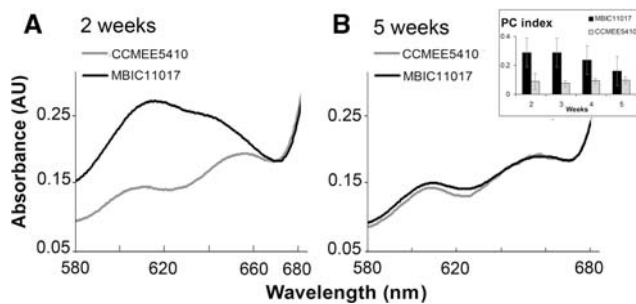 A 2 weeks
CCMEE5410
MBIC11017
Absorbance (AU)
0.25
0.15
0.05
580
620
660
680
B 5 weeks
CCMEE5410
MBIC11017
0.25
0.15
0.05
580
620
680
Wavelength (nm)
PC index
MBIC11017
CCMEE5410
0.4
0.2
0
2
3
4
5
Weeks